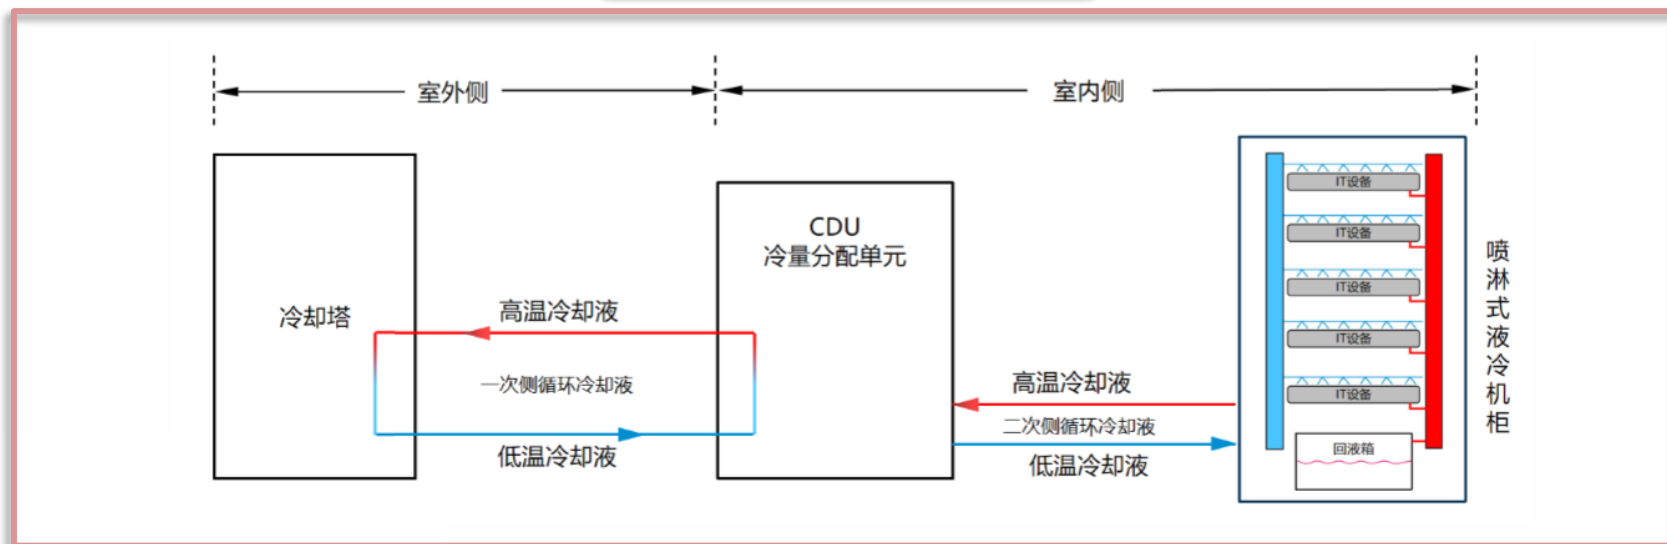 室外侧
室内侧
冷却塔
CDU
冷量分配单元
高温冷却液
一次侧循环冷却液
低温冷却液
高温冷却液
二次侧循环冷却液
低温冷却液
IT设备
IT设备
IT设备
IT设备
IT设备
回液箱
喷淋式液冷机柜